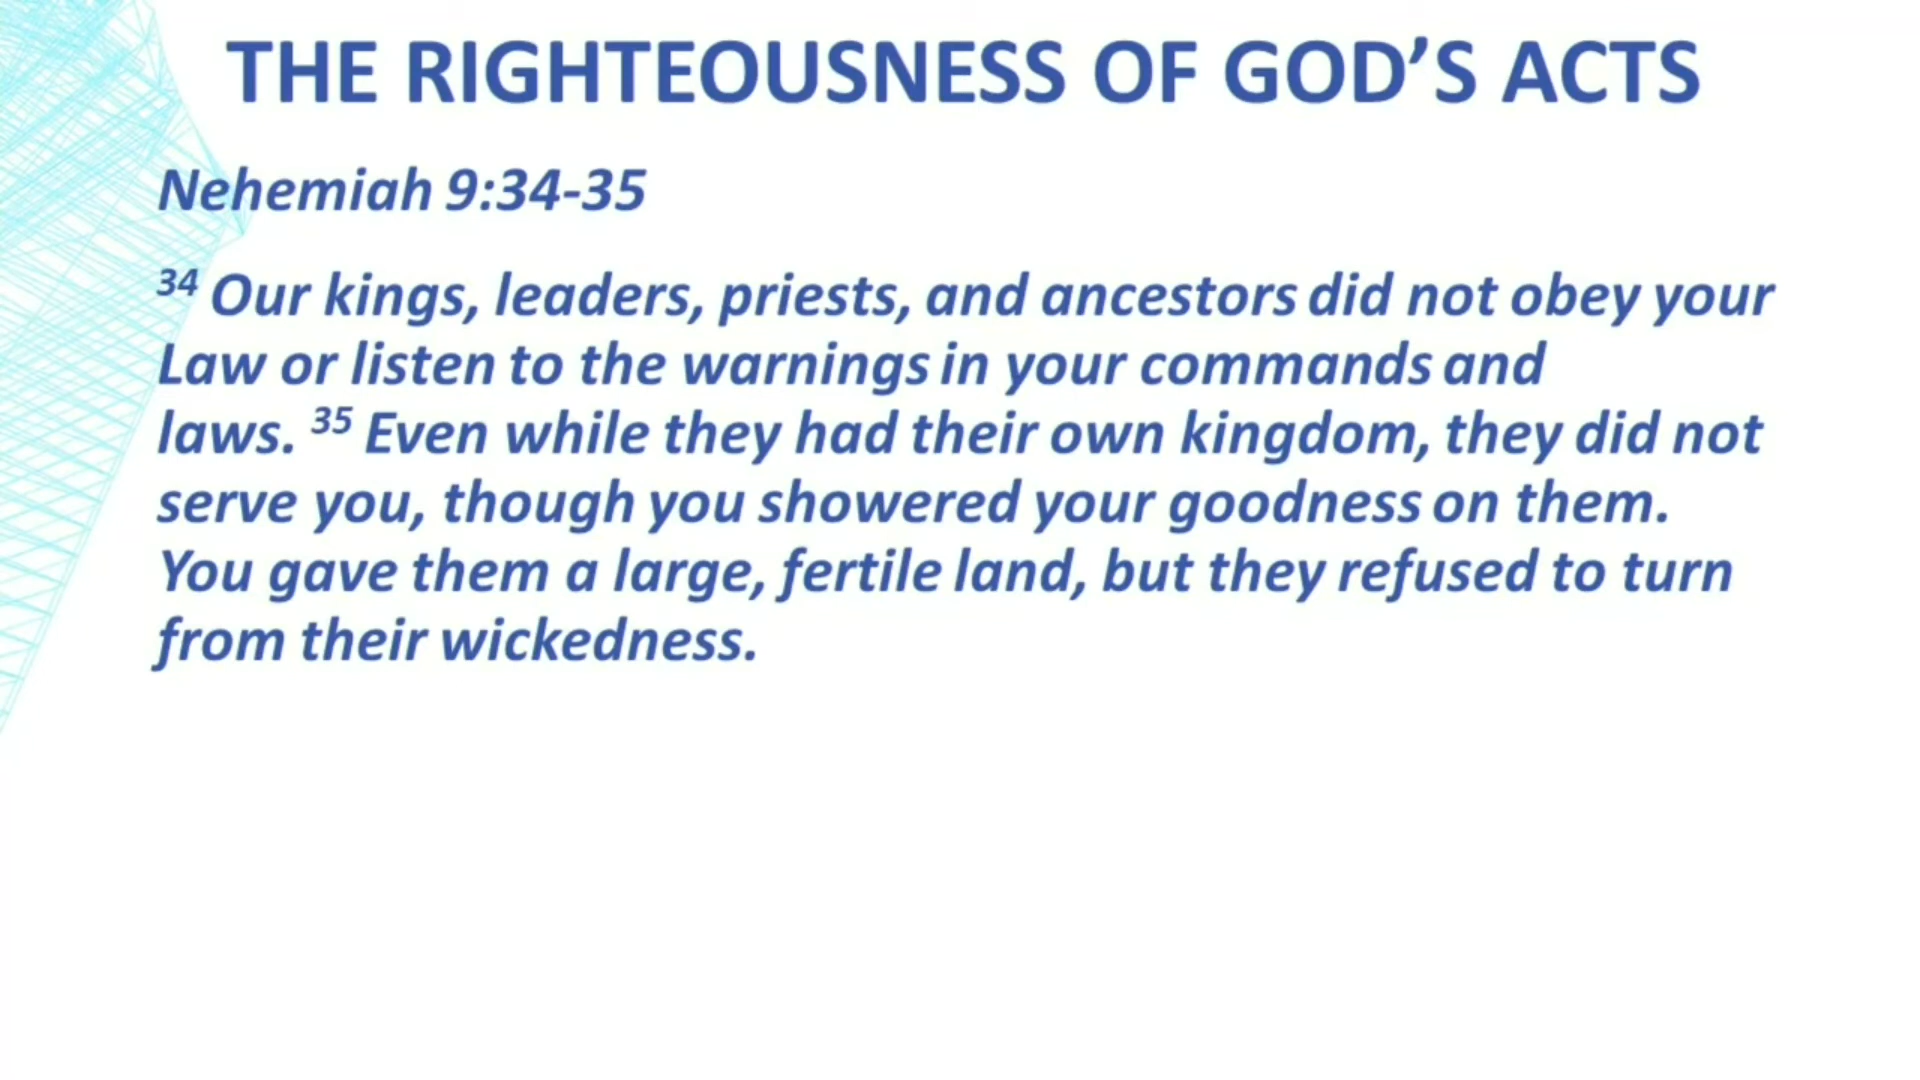 THE RIGHTEOUSNESS OF GOD’S ACTS
Nehemiah 9:34-35
34 Our kings, leaders, priests, and ancestors did not obey your
Law or listen to the warnings in your commands and
laws. 35 Even while they had their own kingdom, they did not
serve you, though you showered your goodness on them.
You gave them a large, fertile land, but they refused to turn
from their wickedness.